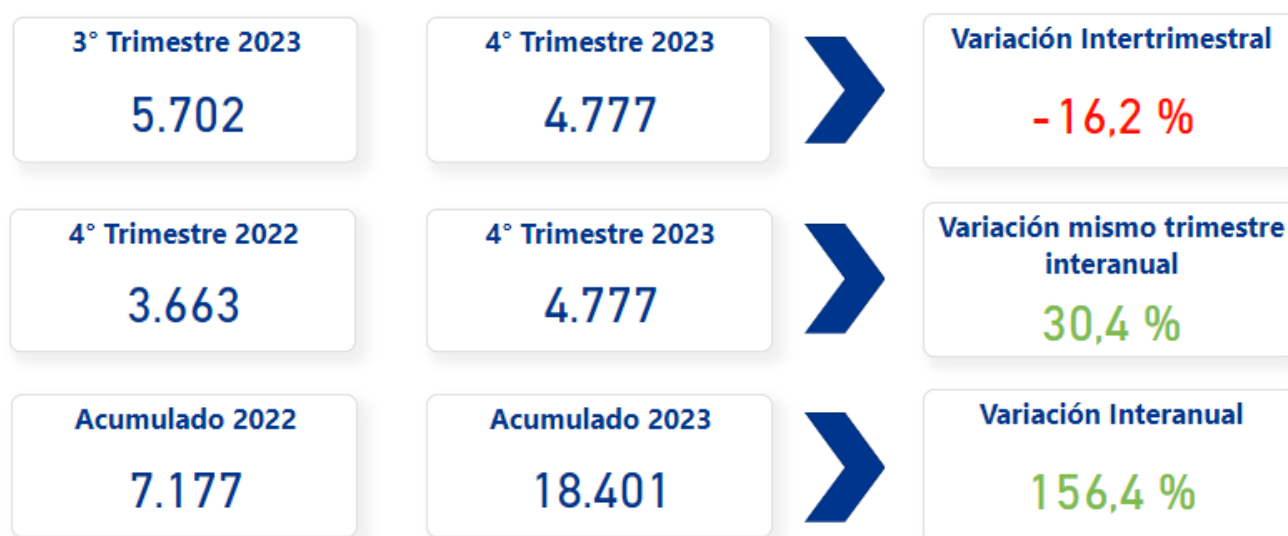 3° Trimestre 2023
5.702
4° Trimestre 2023
4.777
Variación Intertrimestral
-16,2 %
4° Trimestre 2022
3.663
4° Trimestre 2023
4.777
Variación mismo trimestre
interanual
30,4 %
Acumulado 2022
7.177
Acumulado 2023
18.401
Variación Interanual
156,4 %